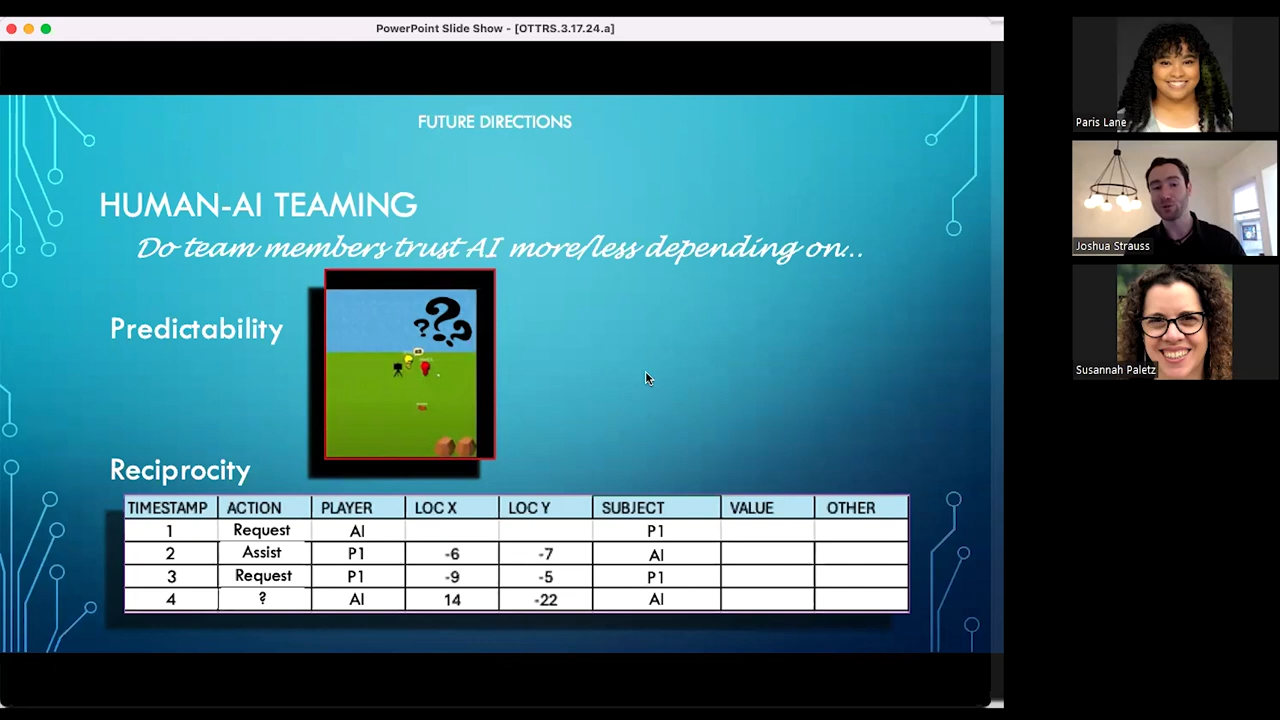 PowerPoint Slide Show - [OTTRS.3.17.24.a]
FUTURE DIRECTIONS
HUMAN-AI TEAMING
Do team members trust AI more/less depending on...
Predictability
???
Reciprocity
TIMESTAMP ACTION PLAYER LOC X LOC Y SUBJECT VALUE OTHER
1 Request AI P1
2 Assist P1 -6 -7 AI
3 Request P1 -9 -5 P1
4 ? AI 14 -22 AI
Paris Lane
Joshua Strauss
Susannah Paletz